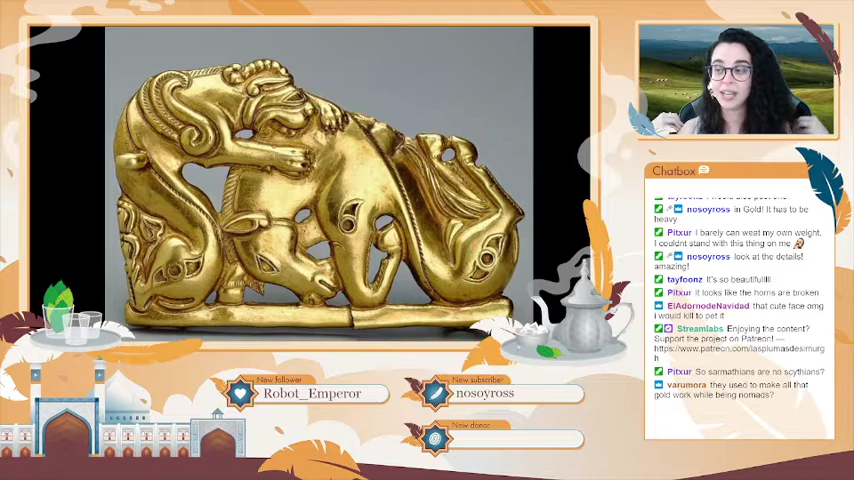 Chatbox
nosoyross in Gold! It has to be
heavy
Pitxur I barely can weat my own weight,
I couldnt stand with this thing on me
nosoyross look at the details!
amazing!
tayfoonz It's so beautifullll
Pitxur it looks like the horns are broken
ElAdornodeNavidad that cute face omg
i would kill to pet it
Streamlabs Enjoying the content?
Support the project on Patreon! ---
https://www.patreon.com/lasplumasdesimurg
h
Pitxur So sarmathians are no scythians?
varumora they used to make all that
gold work while being nomads?
New follower
Robot_Emperor
New subscriber
nosoyross
New donor